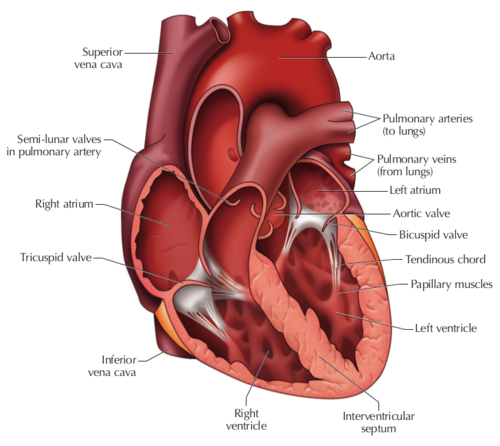 Superior
vena cava
Aorta
Pulmonary arteries
(to lungs)
Semi-lunar valves
in pulmonary artery
Pulmonary veins
(from lungs)
Left atrium
Right atrium
Aortic valve
Bicuspid valve
Tricuspid valve
Tendinous chord
Papillary muscles
Left ventricle
Inferior
vena cava
Right
ventricle
Interventricular
septum